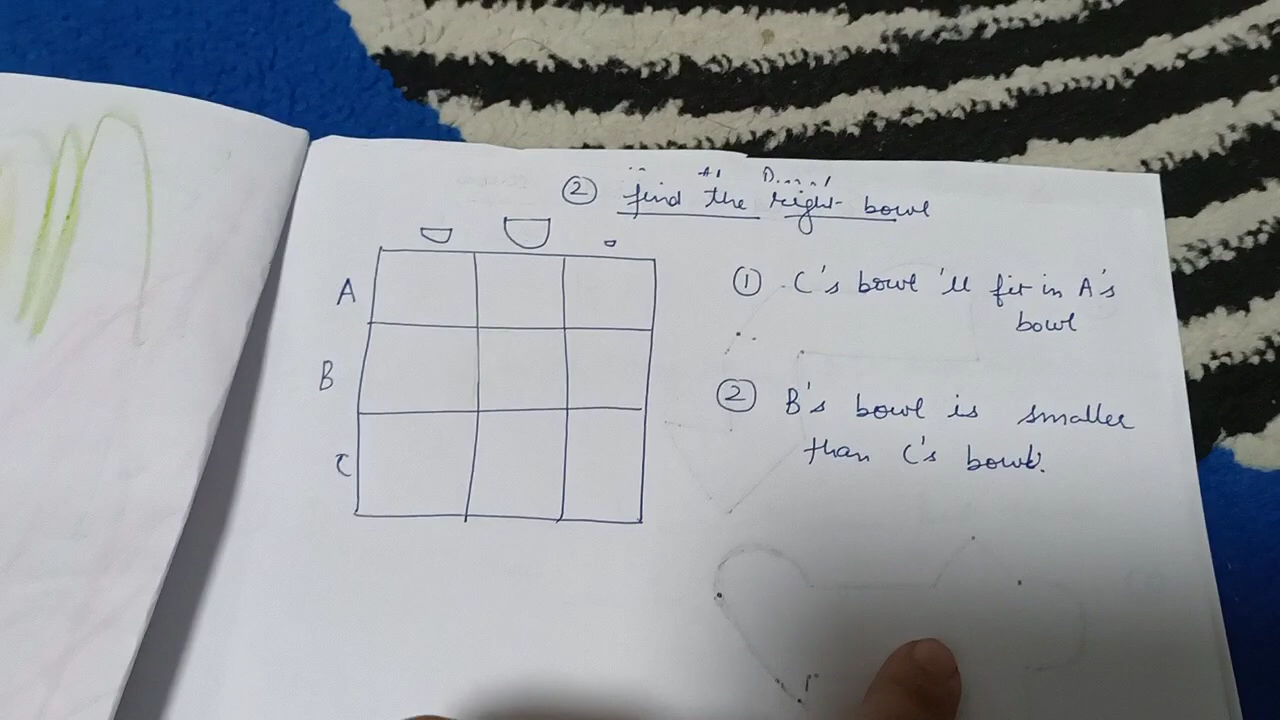 ② find the right bowl
A
B
C
① C's bowl 'll fit in A's
bowl
② B's bowl is smaller
than C's bowl.